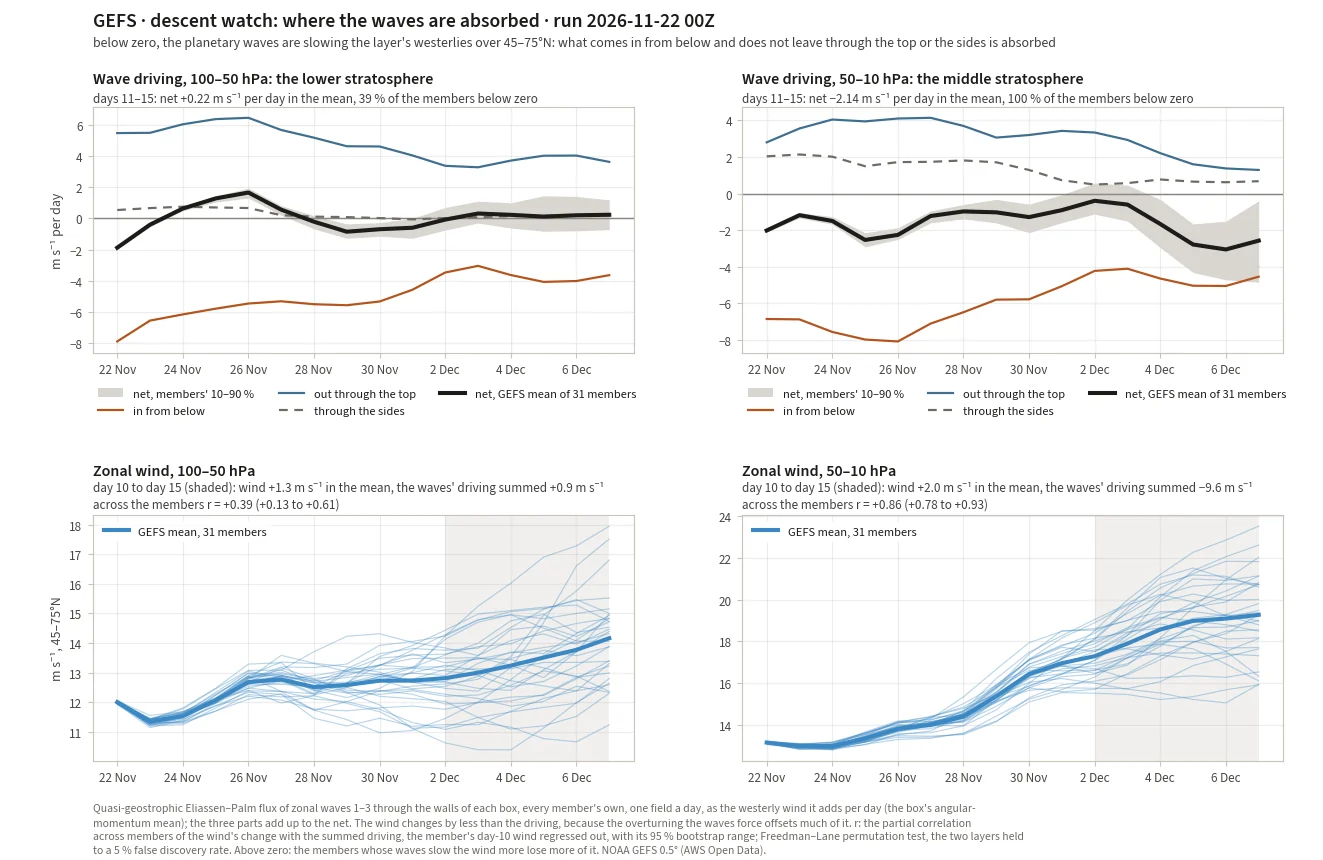 GEFS · descent watch: where the waves are absorbed · run 2026-11-22 00Z
below zero, the planetary waves are slowing the layer's westerlies over 45–75°N: what comes in from below and does not leave through the top or the sides is absorbed
Wave driving, 100–50 hPa: the lower stratosphere
days 11–15: net +0.22 m s⁻¹ per day in the mean, 39 % of the members below zero
6
4
2
0
−2
−4
−6
−8
m s⁻¹ per day
22 Nov
24 Nov
26 Nov
28 Nov
30 Nov
2 Dec
4 Dec
6 Dec
net, members' 10–90 %
out through the top
net, GEFS mean of 31 members
in from below
through the sides
Wave driving, 50–10 hPa: the middle stratosphere
days 11–15: net −2.14 m s⁻¹ per day in the mean, 100 % of the members below zero
4
2
0
−2
−4
−6
−8
22 Nov
24 Nov
26 Nov
28 Nov
30 Nov
2 Dec
4 Dec
6 Dec
net, members' 10–90 %
out through the top
net, GEFS mean of 31 members
in from below
through the sides
Zonal wind, 100–50 hPa
day 10 to day 15 (shaded): wind +1.3 m s⁻¹ in the mean, the waves' driving summed +0.9 m s⁻¹
across the members r = +0.39 (+0.13 to +0.61)
GEFS mean, 31 members
18
17
16
15
14
13
12
11
m s⁻¹, 45–75°N
22 Nov
24 Nov
26 Nov
28 Nov
30 Nov
2 Dec
4 Dec
6 Dec
Zonal wind, 50–10 hPa
day 10 to day 15 (shaded): wind +2.0 m s⁻¹ in the mean, the waves' driving summed −9.6 m s⁻¹
across the members r = +0.86 (+0.78 to +0.93)
GEFS mean, 31 members
24
22
20
18
16
14
22 Nov
24 Nov
26 Nov
28 Nov
30 Nov
2 Dec
4 Dec
6 Dec
Quasi-geostrophic Eliassen–Palm flux of zonal waves 1–3 through the walls of each box, every member's own, one field a day, as the westerly wind it adds per day (the box's angular-
momentum mean); the three parts add up to the net. The wind changes by less than the driving, because the overturning the waves force offsets much of it. r: the partial correlation
across members of the wind's change with the summed driving, the member's day-10 wind regressed out, with its 95 % bootstrap range; Freedman–Lane permutation test, the two layers held
to a 5 % false discovery rate. Above zero: the members whose waves slow the wind more lose more of it. NOAA GEFS 0.5° (AWS Open Data).